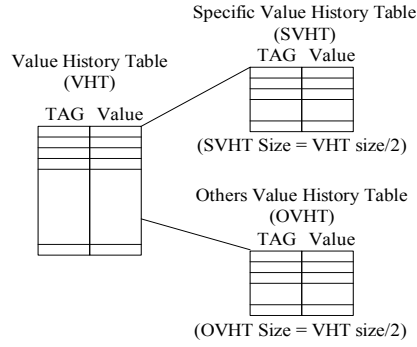 Value History Table
(VHT)
TAG Value
Specific Value History Table
(SVHT)
TAG Value
(SVHT Size = VHT size/2)
Others Value History Table
(OVHT)
TAG Value
(OVHT Size = VHT size/2)